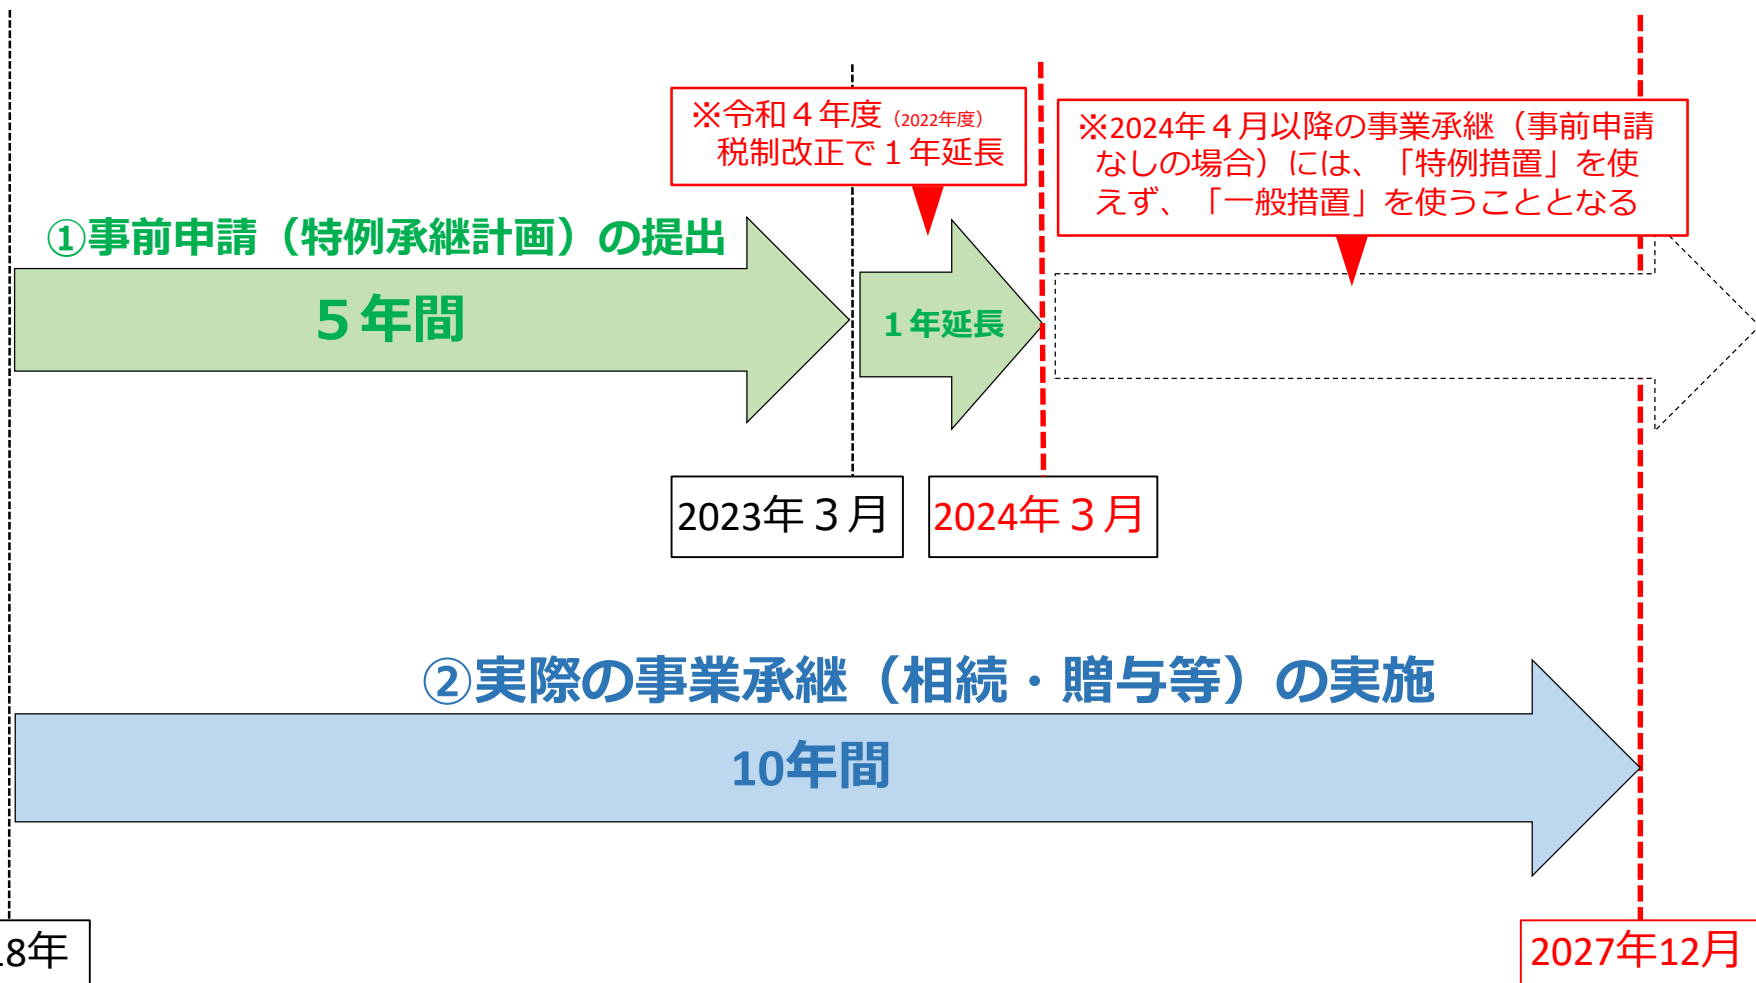 ※令和４年度（2022年度）
税制改正で１年延長
※2024年４月以降の事業承継（事前申請
なしの場合）には、「特例措置」を使
えず、「一般措置」を使うこととなる
①事前申請（特例承継計画）の提出
５年間
１年延長
2023年３月
2024年３月
②実際の事業承継（相続・贈与等）の実施
10年間
8年
2027年12月